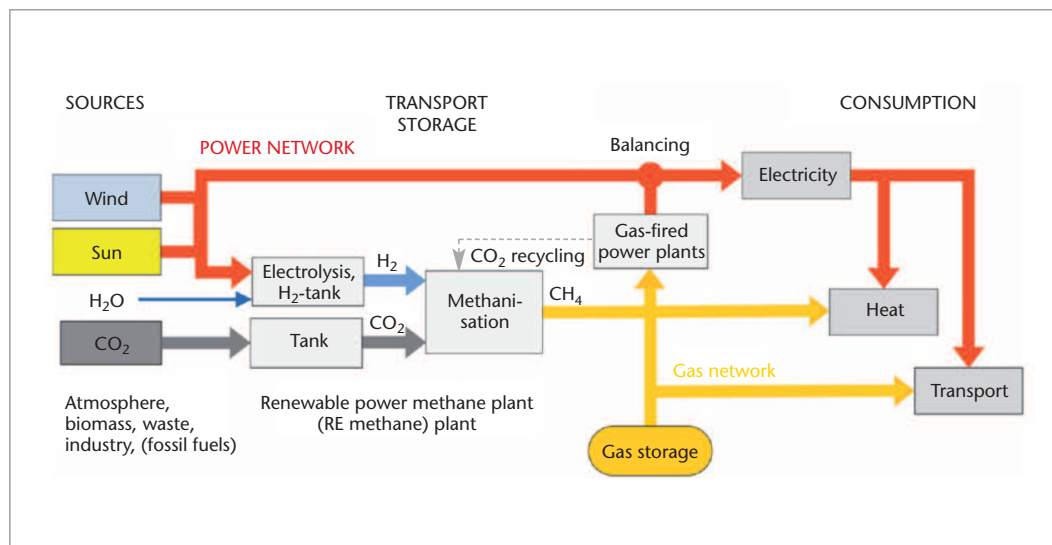 SOURCES
TRANSPORT
STORAGE
CONSUMPTION
POWER NETWORK
Balancing
Wind
Electricity
Sun
Gas-fired
power plants
CO₂ recycling
Electrolysis,
H₂-tank
H₂
Methani-
sation
CH₄
H₂O
Heat
CO₂
Tank
CO₂
Gas network
Transport
Atmosphere,
biomass, waste,
industry, (fossil fuels)
Renewable power methane plant
(RE methane) plant
Gas storage